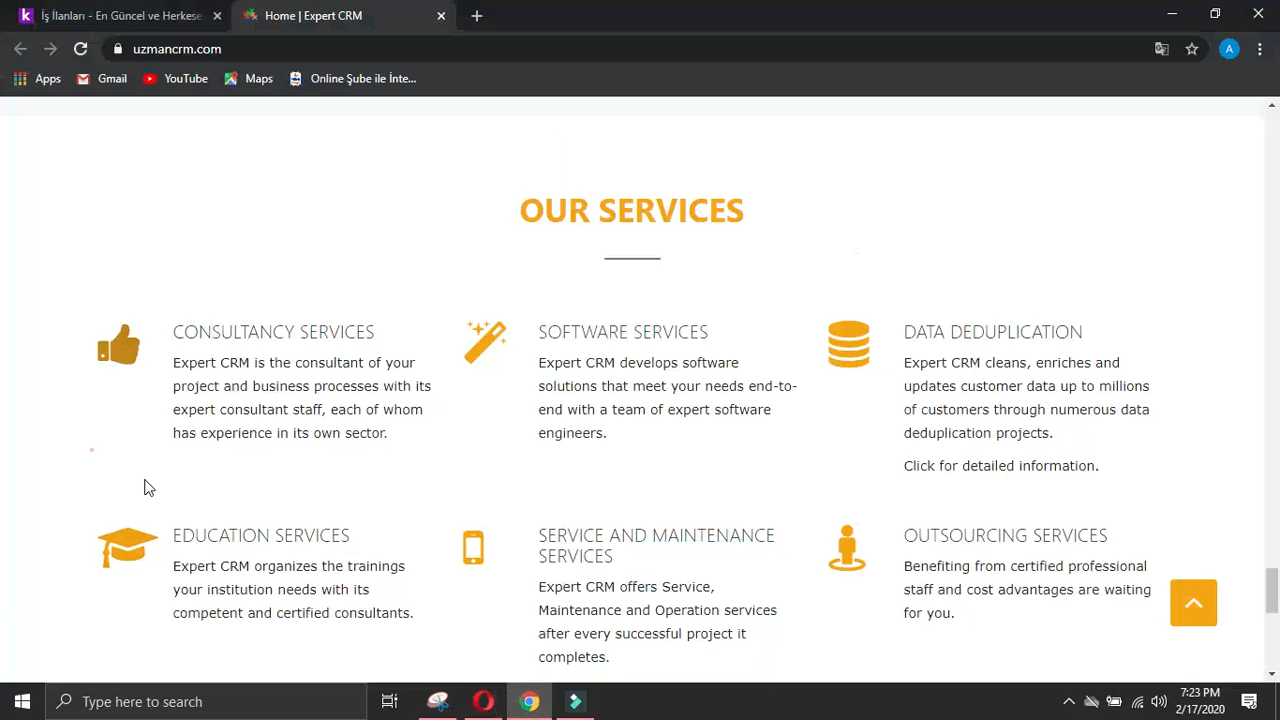 İş İlanları - En Güncel ve Herkese
Home | Expert CRM
uzmancrm.com
A
Apps
Gmail
YouTube
Maps
Online Şube ile İnte...
OUR SERVICES
CONSULTANCY SERVICES
Expert CRM is the consultant of your
project and business processes with its
expert consultant staff, each of whom
has experience in its own sector.
SOFTWARE SERVICES
Expert CRM develops software
solutions that meet your needs end-to-
end with a team of expert software
engineers.
DATA DEDUPLICATION
Expert CRM cleans, enriches and
updates customer data up to millions
of customers through numerous data
deduplication projects.
Click for detailed information.
EDUCATION SERVICES
Expert CRM organizes the trainings
your institution needs with its
competent and certified consultants.
SERVICE AND MAINTENANCE
SERVICES
Expert CRM offers Service,
Maintenance and Operation services
after every successful project it
completes.
OUTSOURCING SERVICES
Benefiting from certified professional
staff and cost advantages are waiting
for you.
Type here to search
7:23 PM
2/17/2020